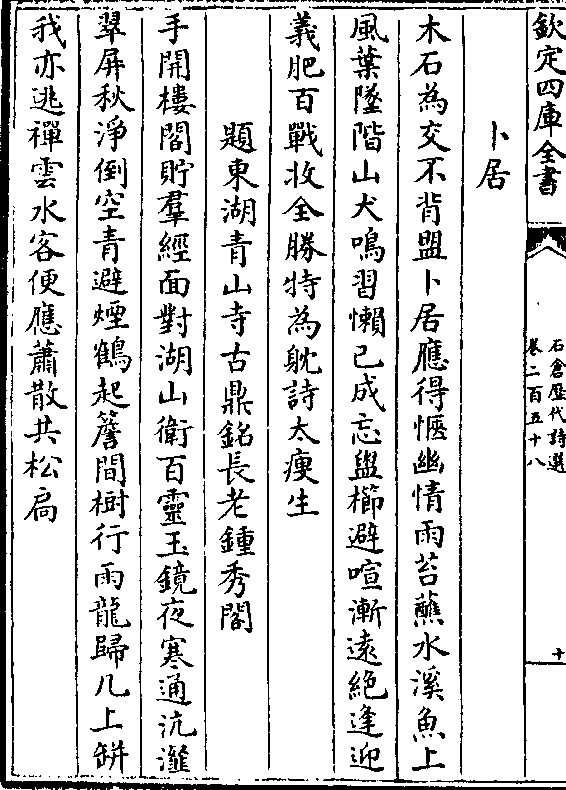 欽定四庫全書
石倉歷代詩選
卷二百五十八
十
卜居
木石為交不背盟卜居應得愜幽情雨苔蘸水溪魚上
風葉墜階山犬鳴習懶已成忘盥櫛避喧漸遠絶逢迎
義肥百戰收全勝特為躭詩太瘦生
題東湖青山寺古鼎銘長老鍾秀閣
手開樓閣貯羣經面對湖山衛百靈玉鏡夜寒通沆瀣
翠屏秋淨倒空青避煙鶴起簷間樹行雨龍歸几上缾
我亦逃禪雲水客便應蕭散共松扃